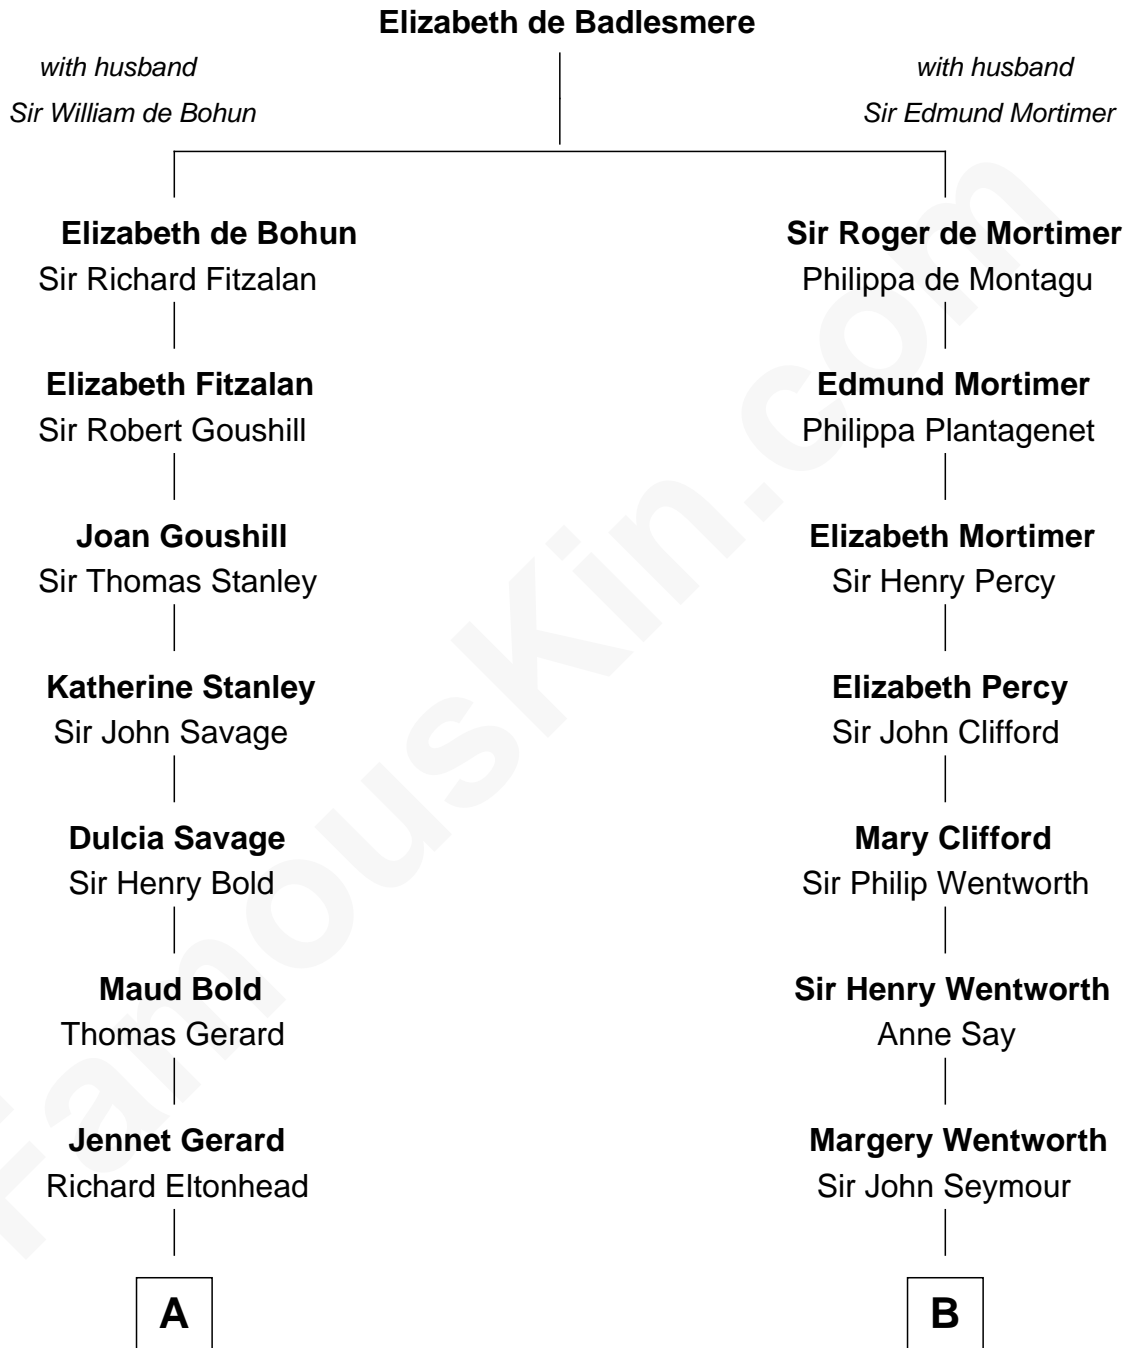 Elizabeth de Badlesmere
with husband
Sir William de Bohun
with husband
Sir Edmund Mortimer
Elizabeth de Bohun
Sir Richard Fitzalan
Elizabeth Fitzalan
Sir Robert Goushill
Joan Goushill
Sir Thomas Stanley
Katherine Stanley
Sir John Savage
Dulcia Savage
Sir Henry Bold
Maud Bold
Thomas Gerard
Jennet Gerard
Richard Eltonhead
A
Sir Roger de Mortimer
Philippa de Montagu
Edmund Mortimer
Philippa Plantagenet
Elizabeth Mortimer
Sir Henry Percy
Elizabeth Percy
Sir John Clifford
Mary Clifford
Sir Philip Wentworth
Sir Henry Wentworth
Anne Say
Margery Wentworth
Sir John Seymour
B
FamousKin.com